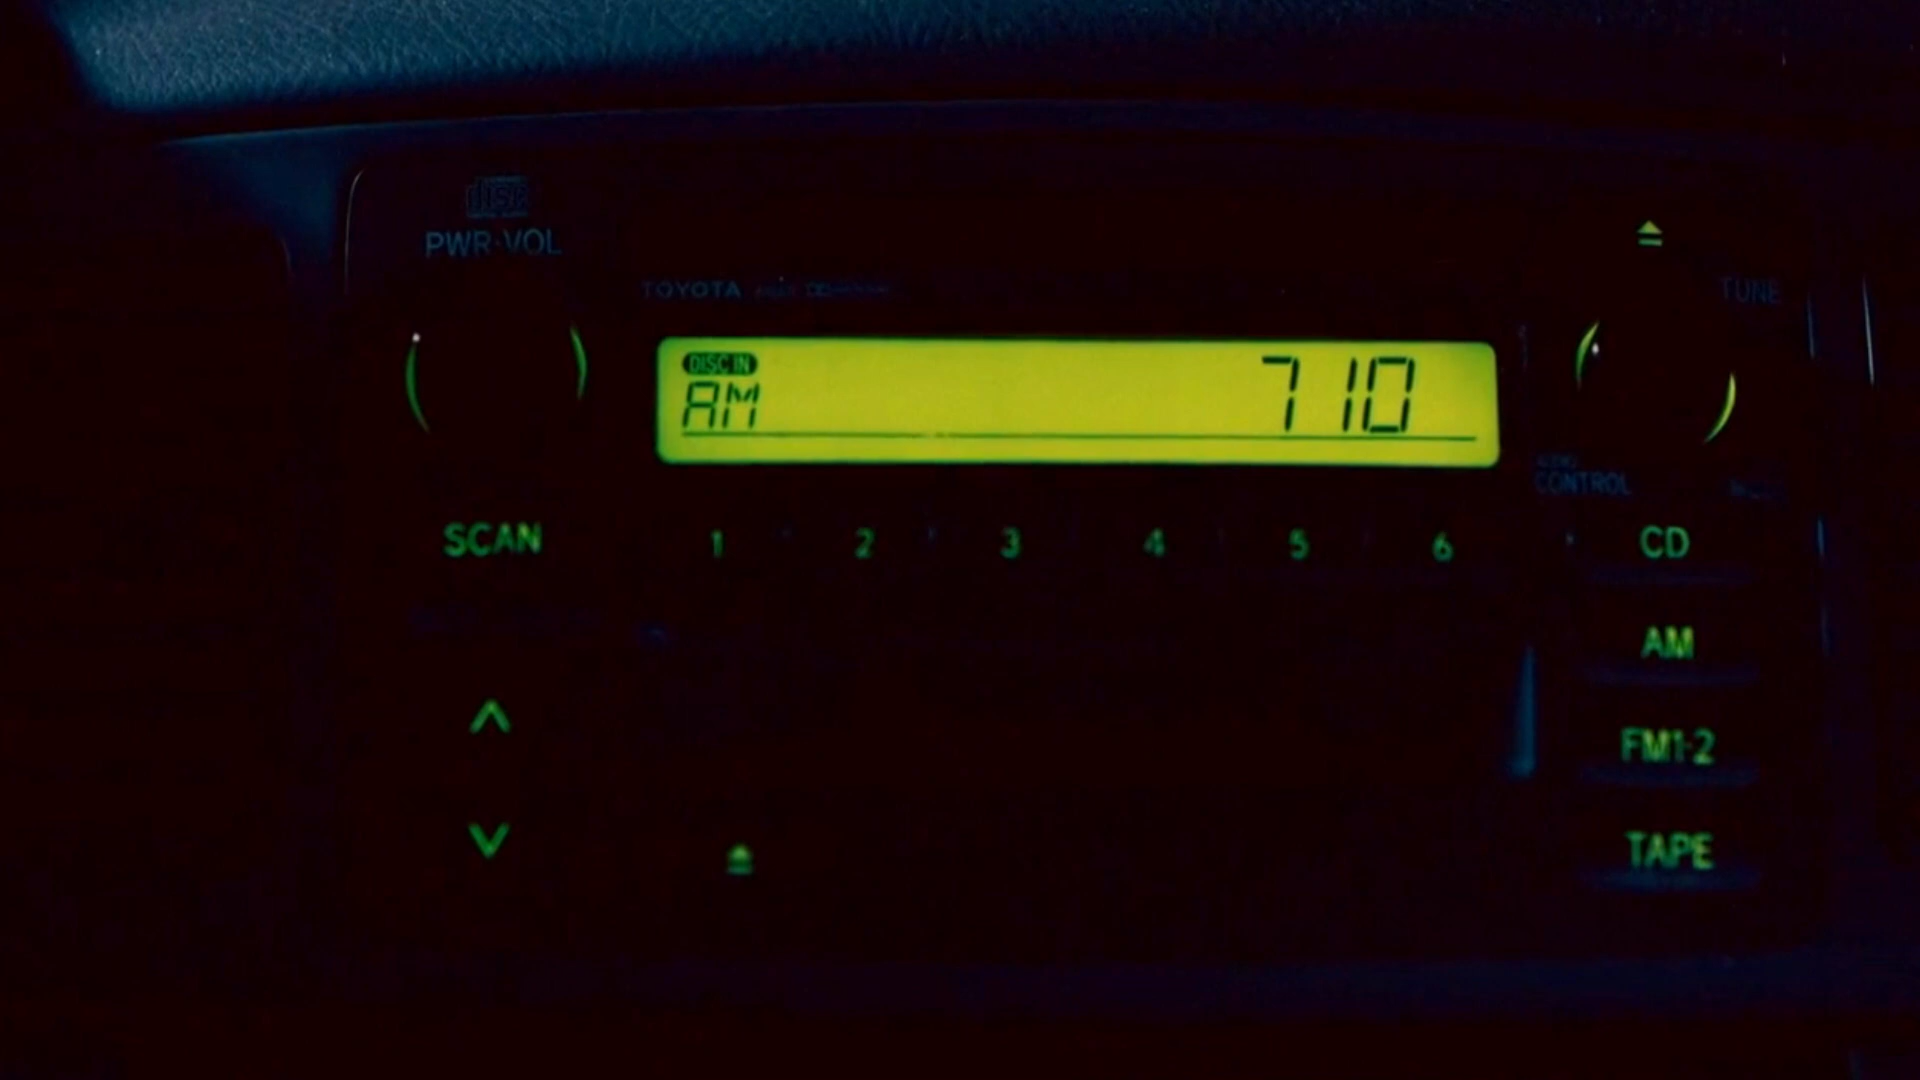 disc
PWR·VOL
TOYOTA
TUNE
DISC IN
AM 710
CONTROL
SCAN 1 2 3 4 5 6 CD
AM
FM1·2
TAPE